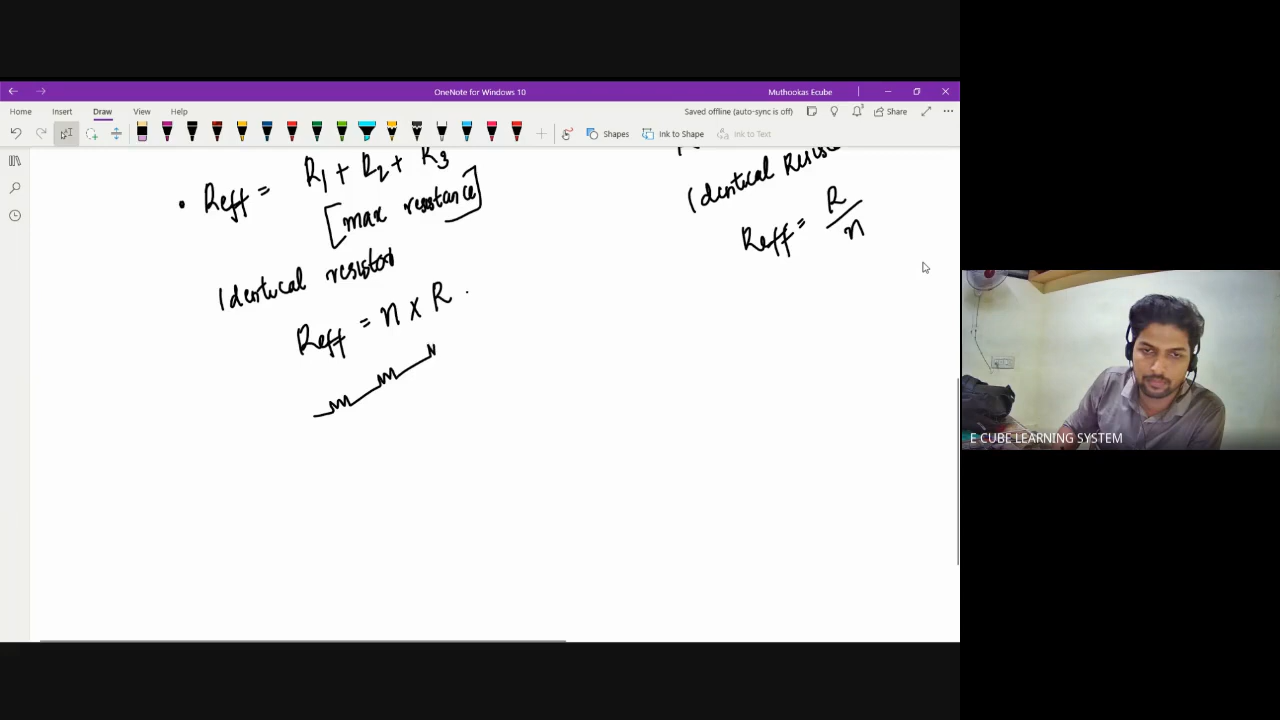 OneNote for Windows 10
Muthookas Ecube
Home Insert Draw View Help
Saved offline (auto-sync is off)
3
Share
Shapes
Ink to Shape
Ink to Text
• Reff = R1 + R2 + R3
[max resistance]
Identical resistors
Reff = n × R
Identical
Reff = R/n
E CUBE LEARNING SYSTEM